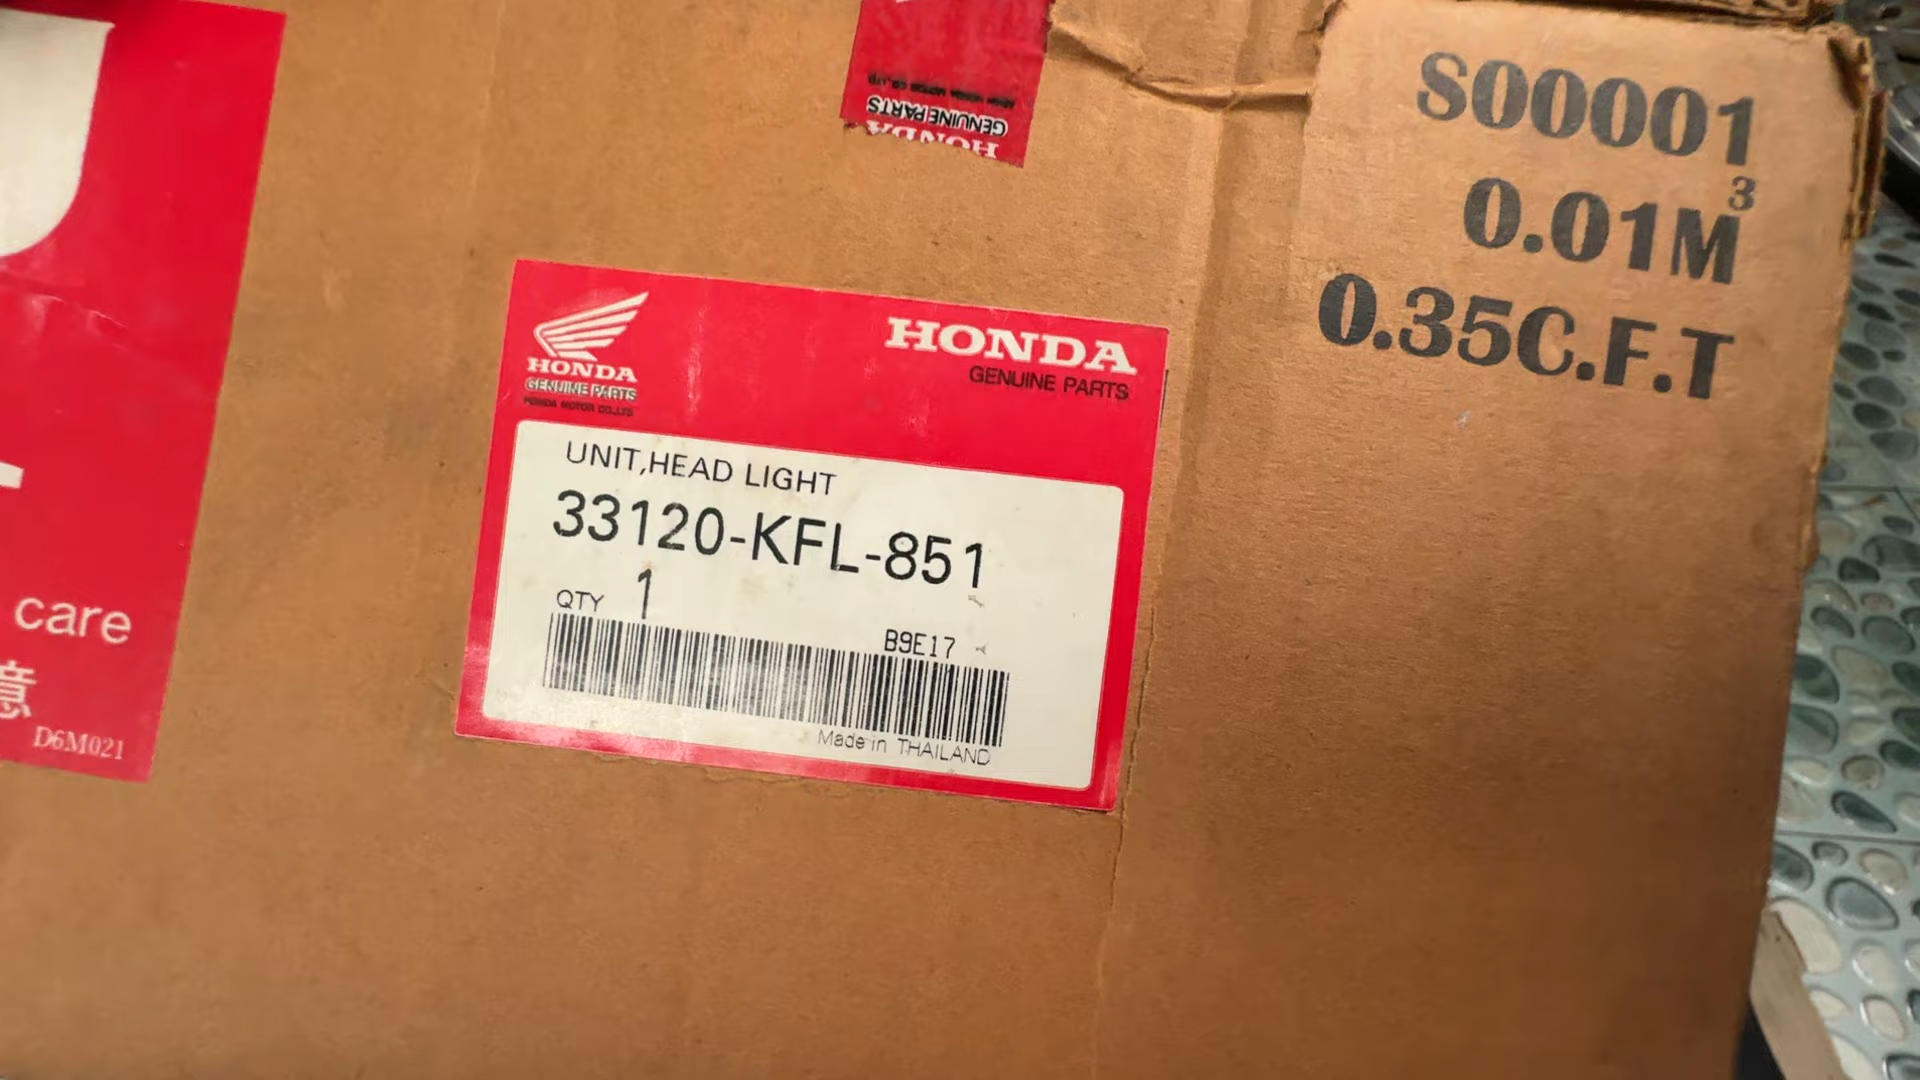 HONDA
GENUINE PARTS
S00001
0.01M³
0.35C.F.T
HONDA
GENUINE PARTS
HONDA MOTOR CO.,LTD
HONDA
GENUINE PARTS
UNIT,HEAD LIGHT
33120-KFL-851
QTY 1
B9E17
Made in THAILAND
care
意
D6M021